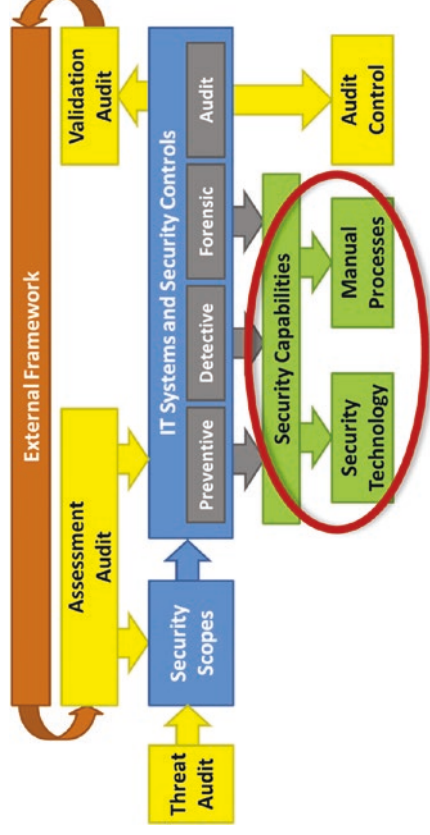 External Framework
Assessment
Audit
Validation
Audit
Threat
Audit
Security
Scopes
IT Systems and Security Controls
Preventive
Detective
Forensic
Audit
Security Capabilities
Security
Technology
Manual
Processes
Audit
Control